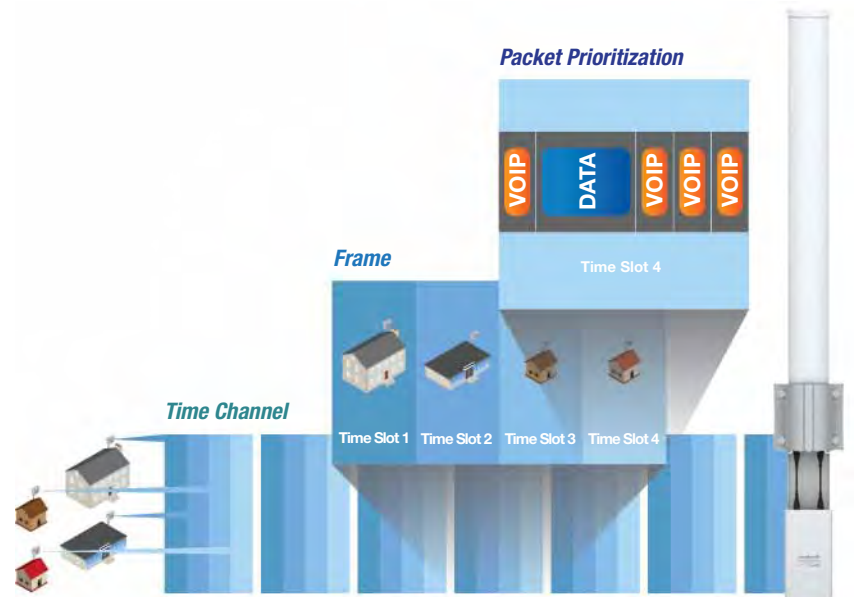 Packet Prioritization
VOIP DATA VOIP VOIP VOIP
Time Slot 4
Frame
Time Slot 1 Time Slot 2 Time Slot 3 Time Slot 4
Time Channel